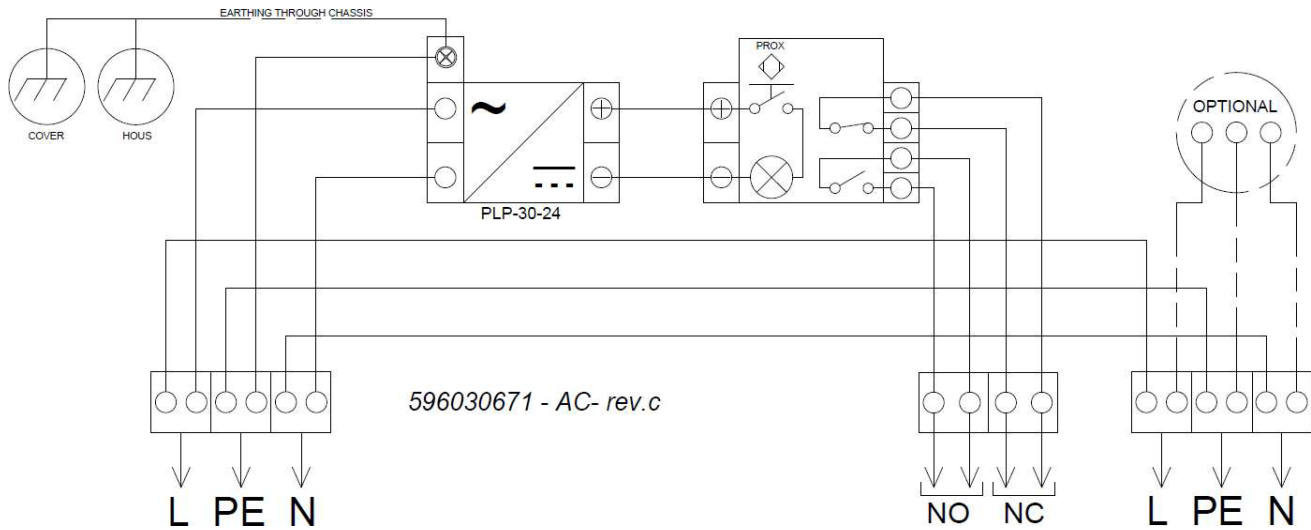 EARTHING THROUGH CHASSIS
COVER
HOUS
PROX
OPTIONAL
PLP-30-24
596030671 - AC- rev.c
L PE N
NO NC
L PE N